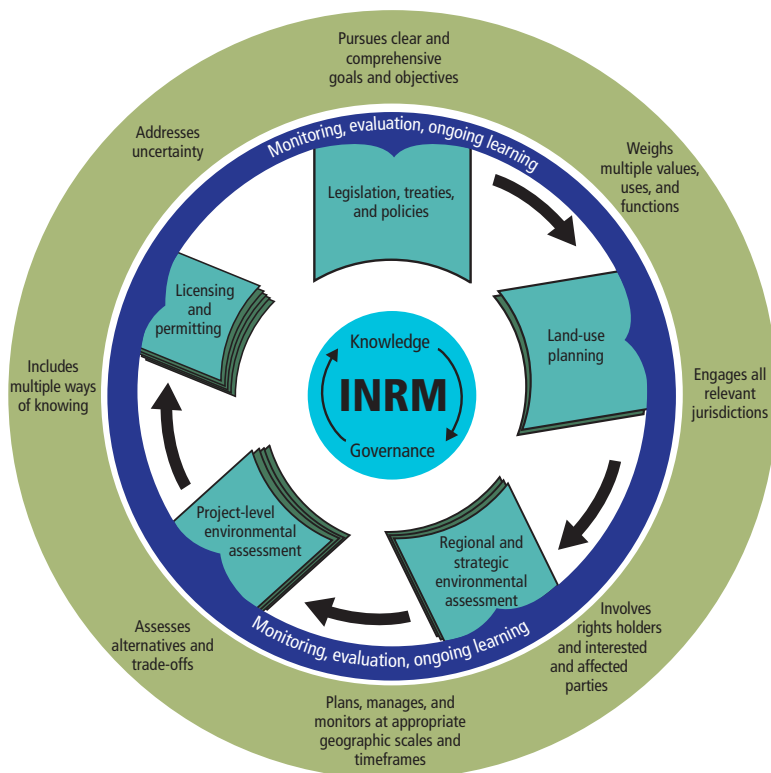 Pursues clear and
comprehensive
goals and objectives
Addresses
uncertainty
Weighs
multiple values,
uses, and
functions
Monitoring, evaluation, ongoing learning
Legislation, treaties,
and policies
Licensing
and
permitting
Land-use
planning
Knowledge
INRM
Governance
Includes
multiple ways
of knowing
Engages all
relevant
jurisdictions
Project-level
environmental
assessment
Regional and
strategic
environmental
assessment
Monitoring, evaluation, ongoing learning
Assesses
alternatives and
trade-offs
Involves
rights holders
and interested
and affected
parties
Plans, manages, and
monitors at appropriate
geographic scales and
timeframes